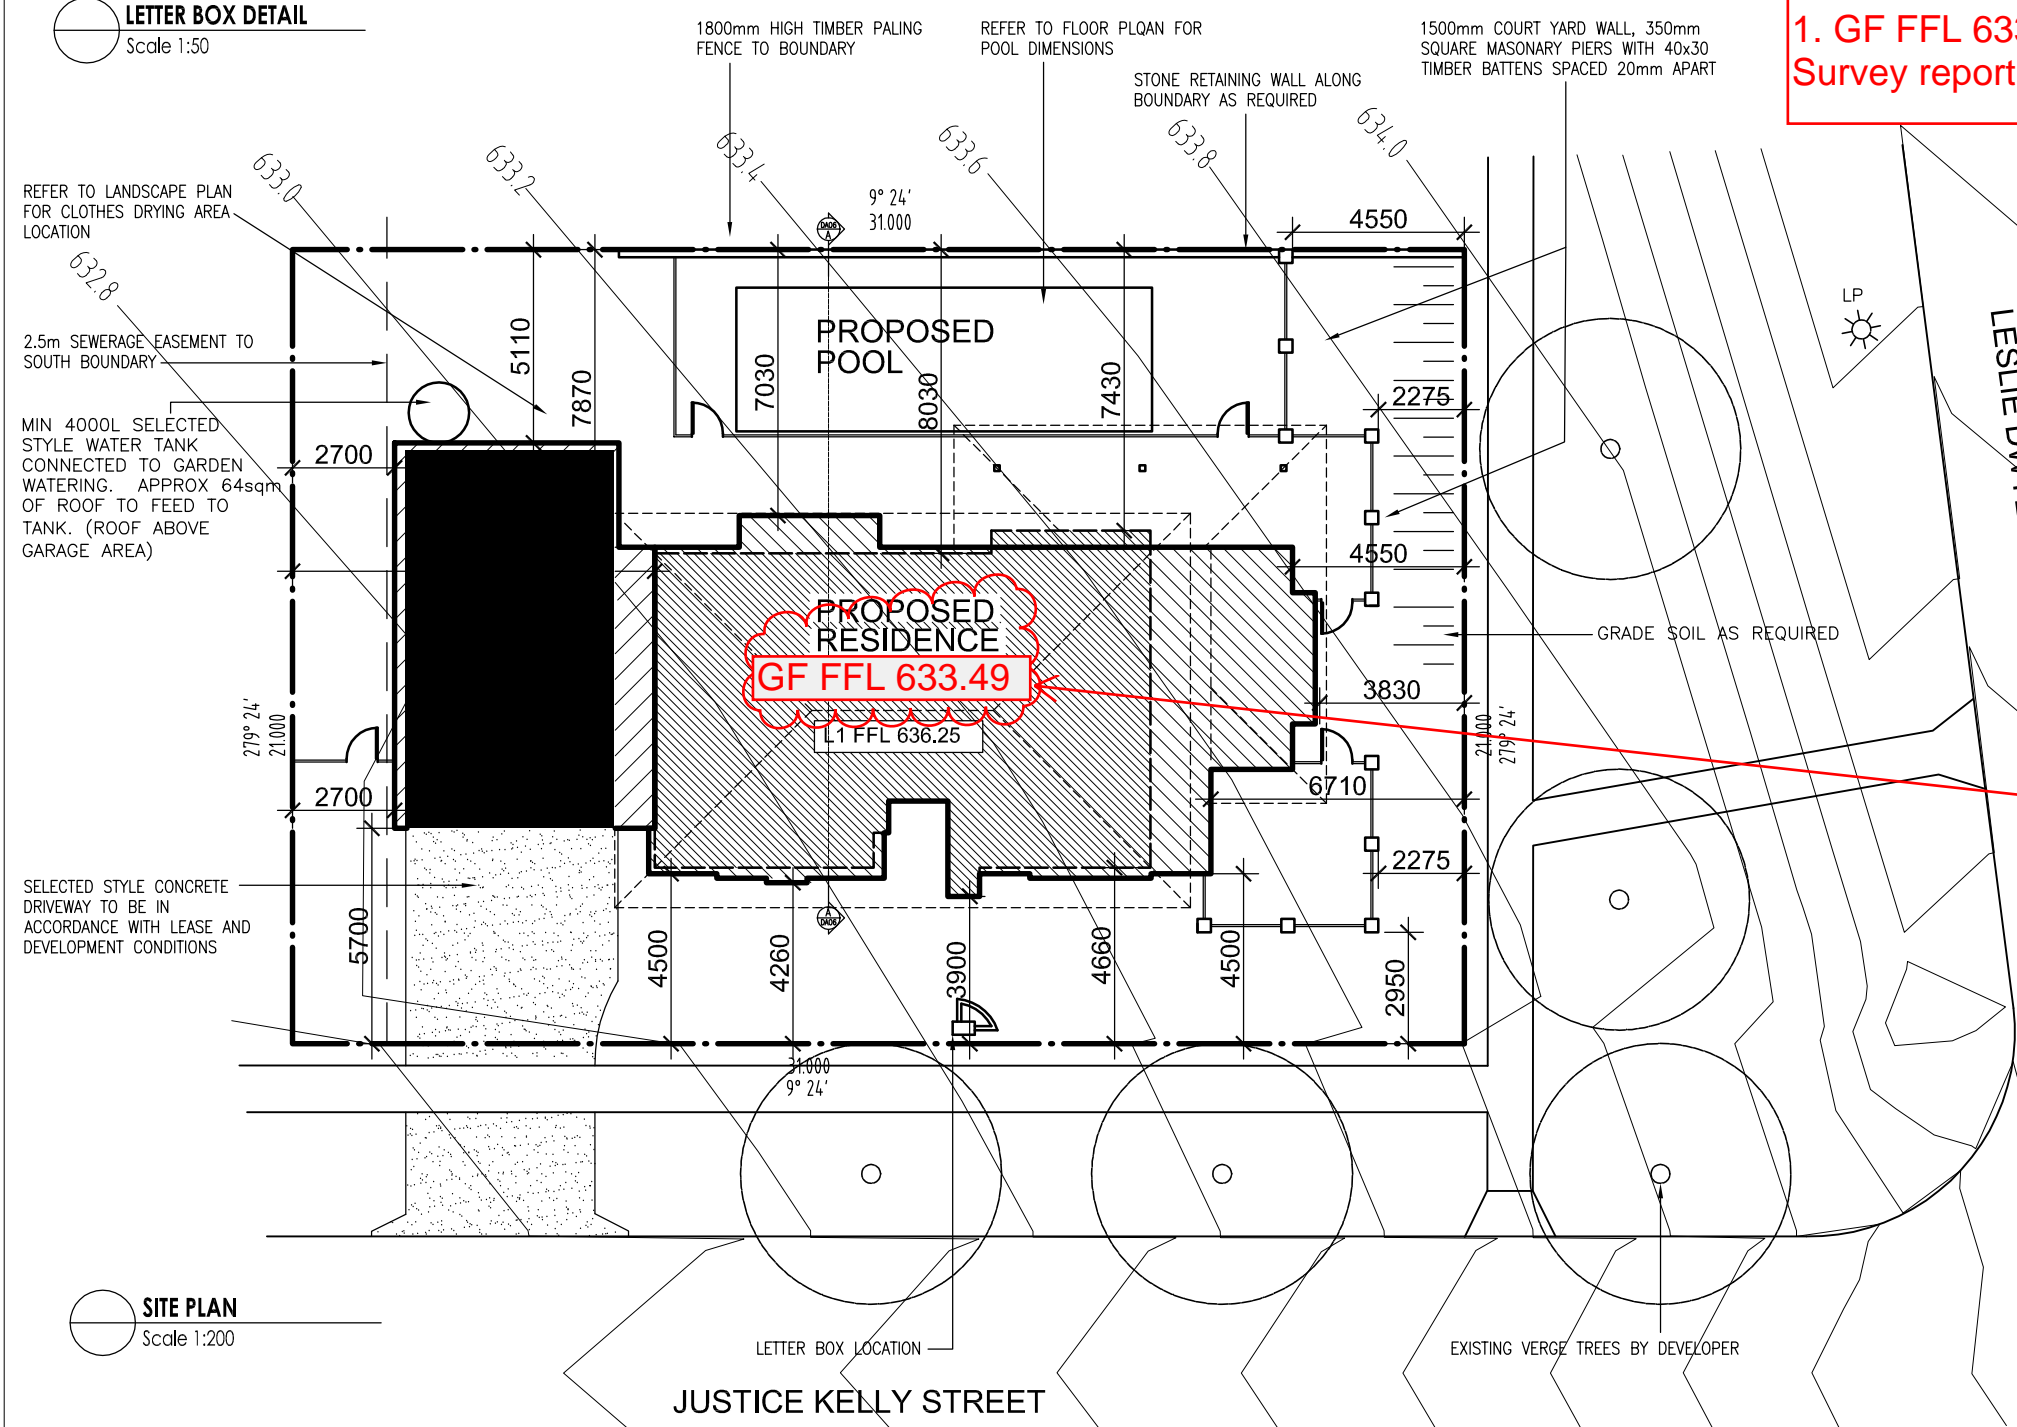 LETTER BOX DETAIL
Scale 1:50
1800mm HIGH TIMBER PALING
FENCE TO BOUNDARY
REFER TO FLOOR PLQAN FOR
POOL DIMENSIONS
STONE RETAINING WALL ALONG
BOUNDARY AS REQUIRED
1500mm COURT YARD WALL, 350mm
SQUARE MASONARY PIERS WITH 40x30
TIMBER BATTENS SPACED 20mm APART
1. GF FFL
Survey report
633.0
633.2
633.4
633.6
633.8
634.0
632.8
REFER TO LANDSCAPE PLAN
FOR CLOTHES DRYING AREA
LOCATION
9° 24'
31.000
4550
2.5m SEWERAGE EASEMENT TO
SOUTH BOUNDARY
5110
7870
PROPOSED
POOL
7030
8030
7430
2275
LP
MIN 4000L SELECTED
STYLE WATER TANK
CONNECTED TO GARDEN
WATERING. APPROX 64sqm
OF ROOF TO FEED TO
TANK. (ROOF ABOVE
GARAGE AREA)
2700
4550
PROPOSED
RESIDENCE
GF FFL 633.49
L1 FFL 636.25
GRADE SOIL AS REQUIRED
3830
279° 24'
21.000
21.000
279° 24'
6710
2700
2275
SELECTED STYLE CONCRETE
DRIVEWAY TO BE IN
ACCORDANCE WITH LEASE AND
DEVELOPMENT CONDITIONS
5700
4500
4260
3900
4660
4500
2950
A
DA06
A
DA06
31.000
9° 24'
SITE PLAN
Scale 1:200
LETTER BOX LOCATION
EXISTING VERGE TREES BY DEVELOPER
JUSTICE KELLY STREET
LESLIE